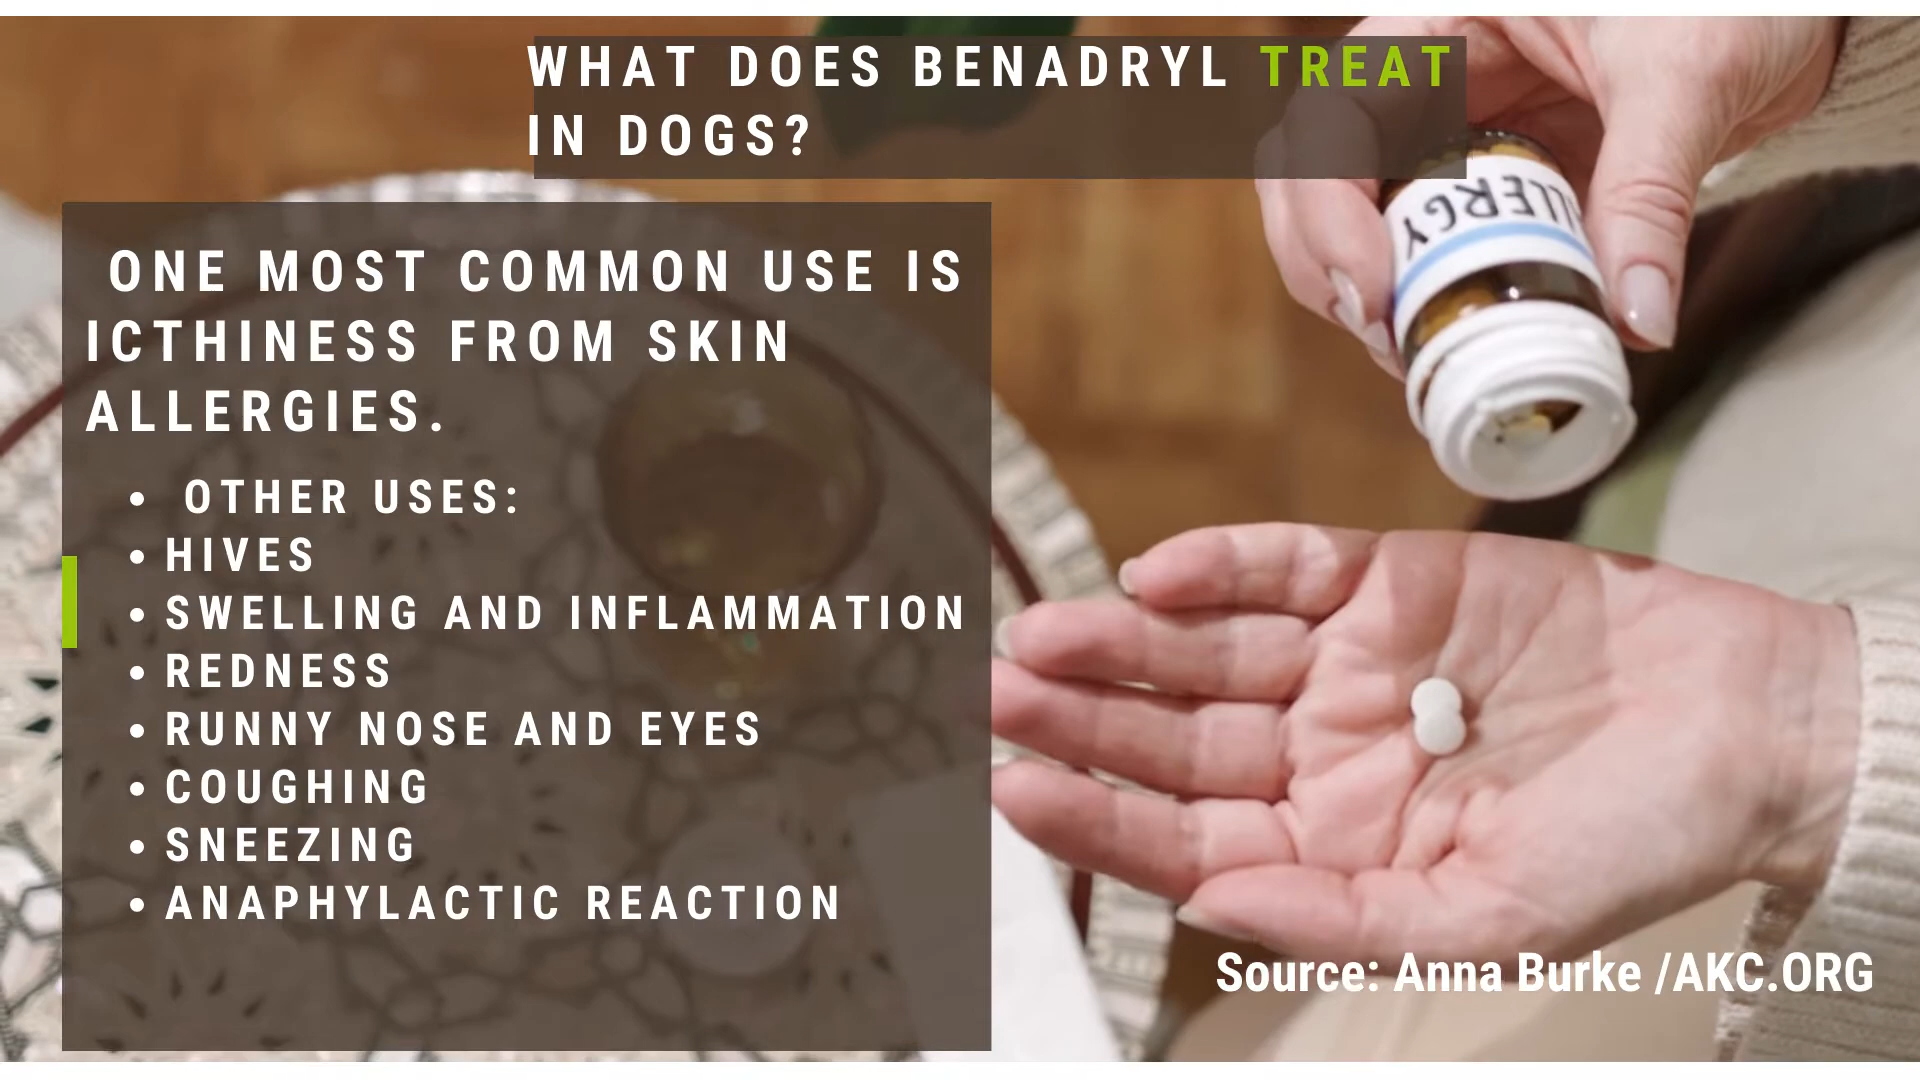 WHAT DOES BENADRYL TREAT
IN DOGS?
ONE MOST COMMON USE IS
ICTHINESS FROM SKIN
ALLERGIES.
• OTHER USES:
• HIVES
• SWELLING AND INFLAMMATION
• REDNESS
• RUNNY NOSE AND EYES
• COUGHING
• SNEEZING
• ANAPHYLACTIC REACTION
ALLERGY
Source: Anna Burke /AKC.ORG